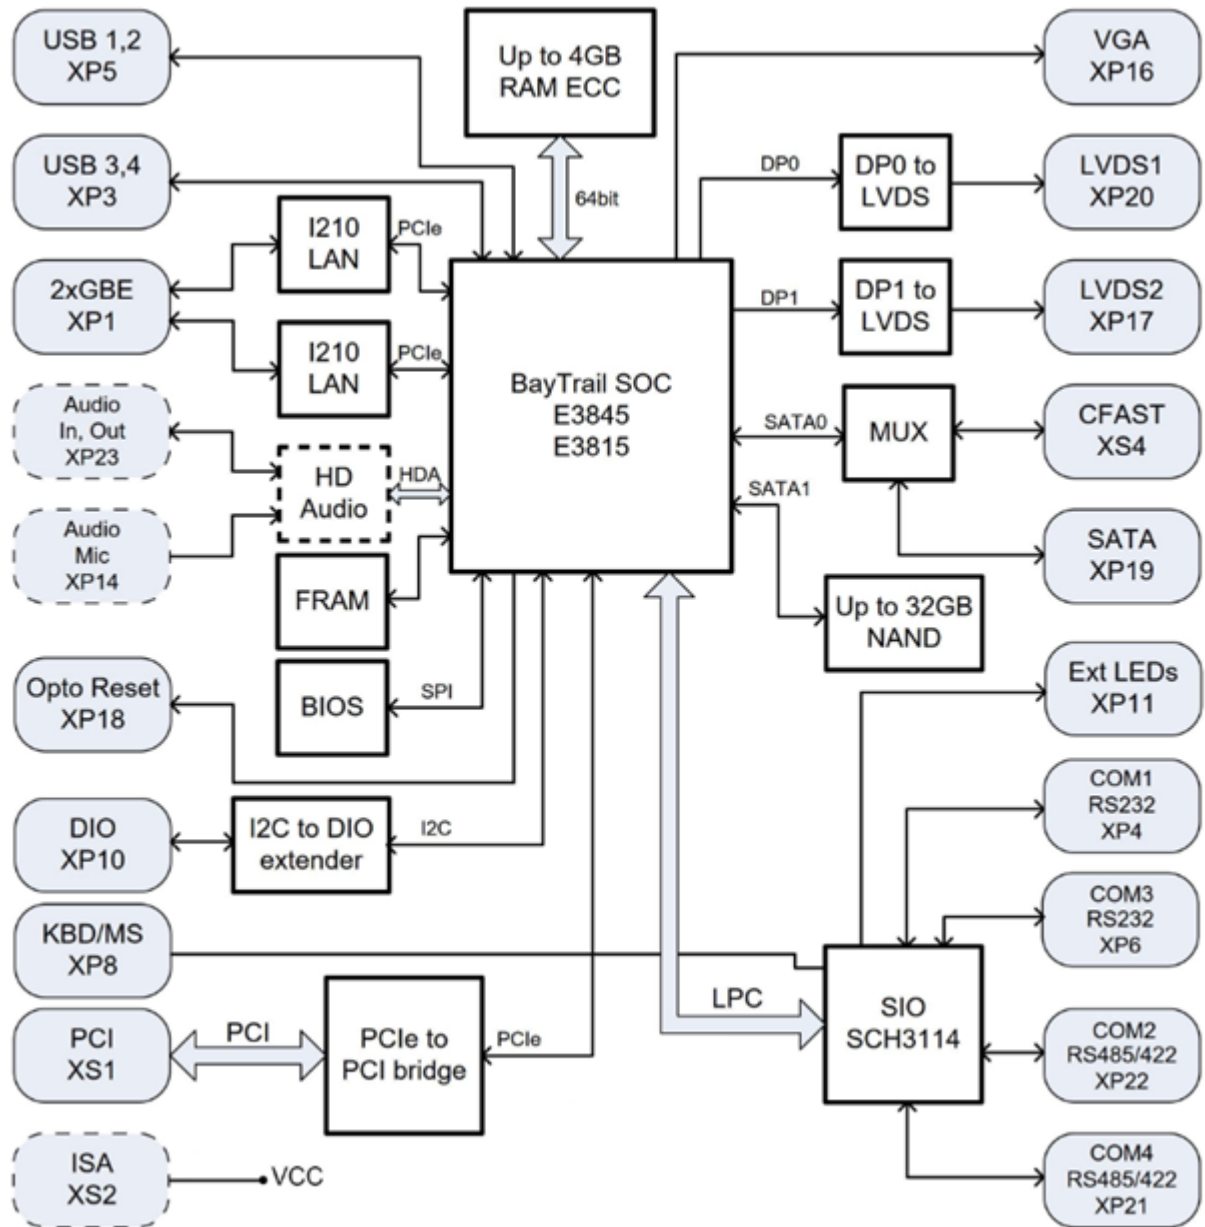 USB 1,2
XP5
USB 3,4
XP3
2xGBE
XP1
Audio
In, Out
XP23
Audio
Mic
XP14
Opto Reset
XP18
DIO
XP10
KBD/MS
XP8
PCI
XS1
ISA
XS2
VCC
I210
LAN
PCIe
I210
LAN
PCIe
HD
Audio
HDA
FRAM
BIOS
SPI
I2C to DIO
extender
I2C
PCI
PCIe to
PCI bridge
PCIe
Up to 4GB
RAM ECC
64bit
BayTrail SOC
E3845
E3815
DP0
DP0 to
LVDS
DP1
DP1 to
LVDS
SATA0
MUX
SATA1
Up to 32GB
NAND
LPC
SIO
SCH3114
VGA
XP16
LVDS1
XP20
LVDS2
XP17
CFAST
XS4
SATA
XP19
Ext LEDs
XP11
COM1
RS232
XP4
COM3
RS232
XP6
COM2
RS485/422
XP22
COM4
RS485/422
XP21